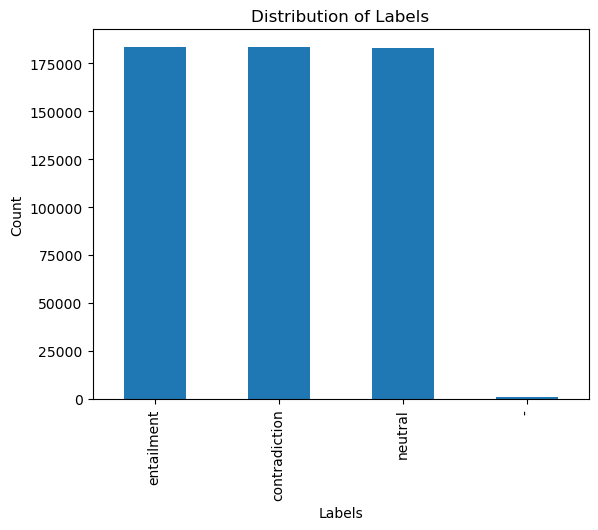 Distribution of Labels
Count
175000
150000
125000
100000
75000
50000
25000
0
entailment
contradiction
neutral
-
Labels